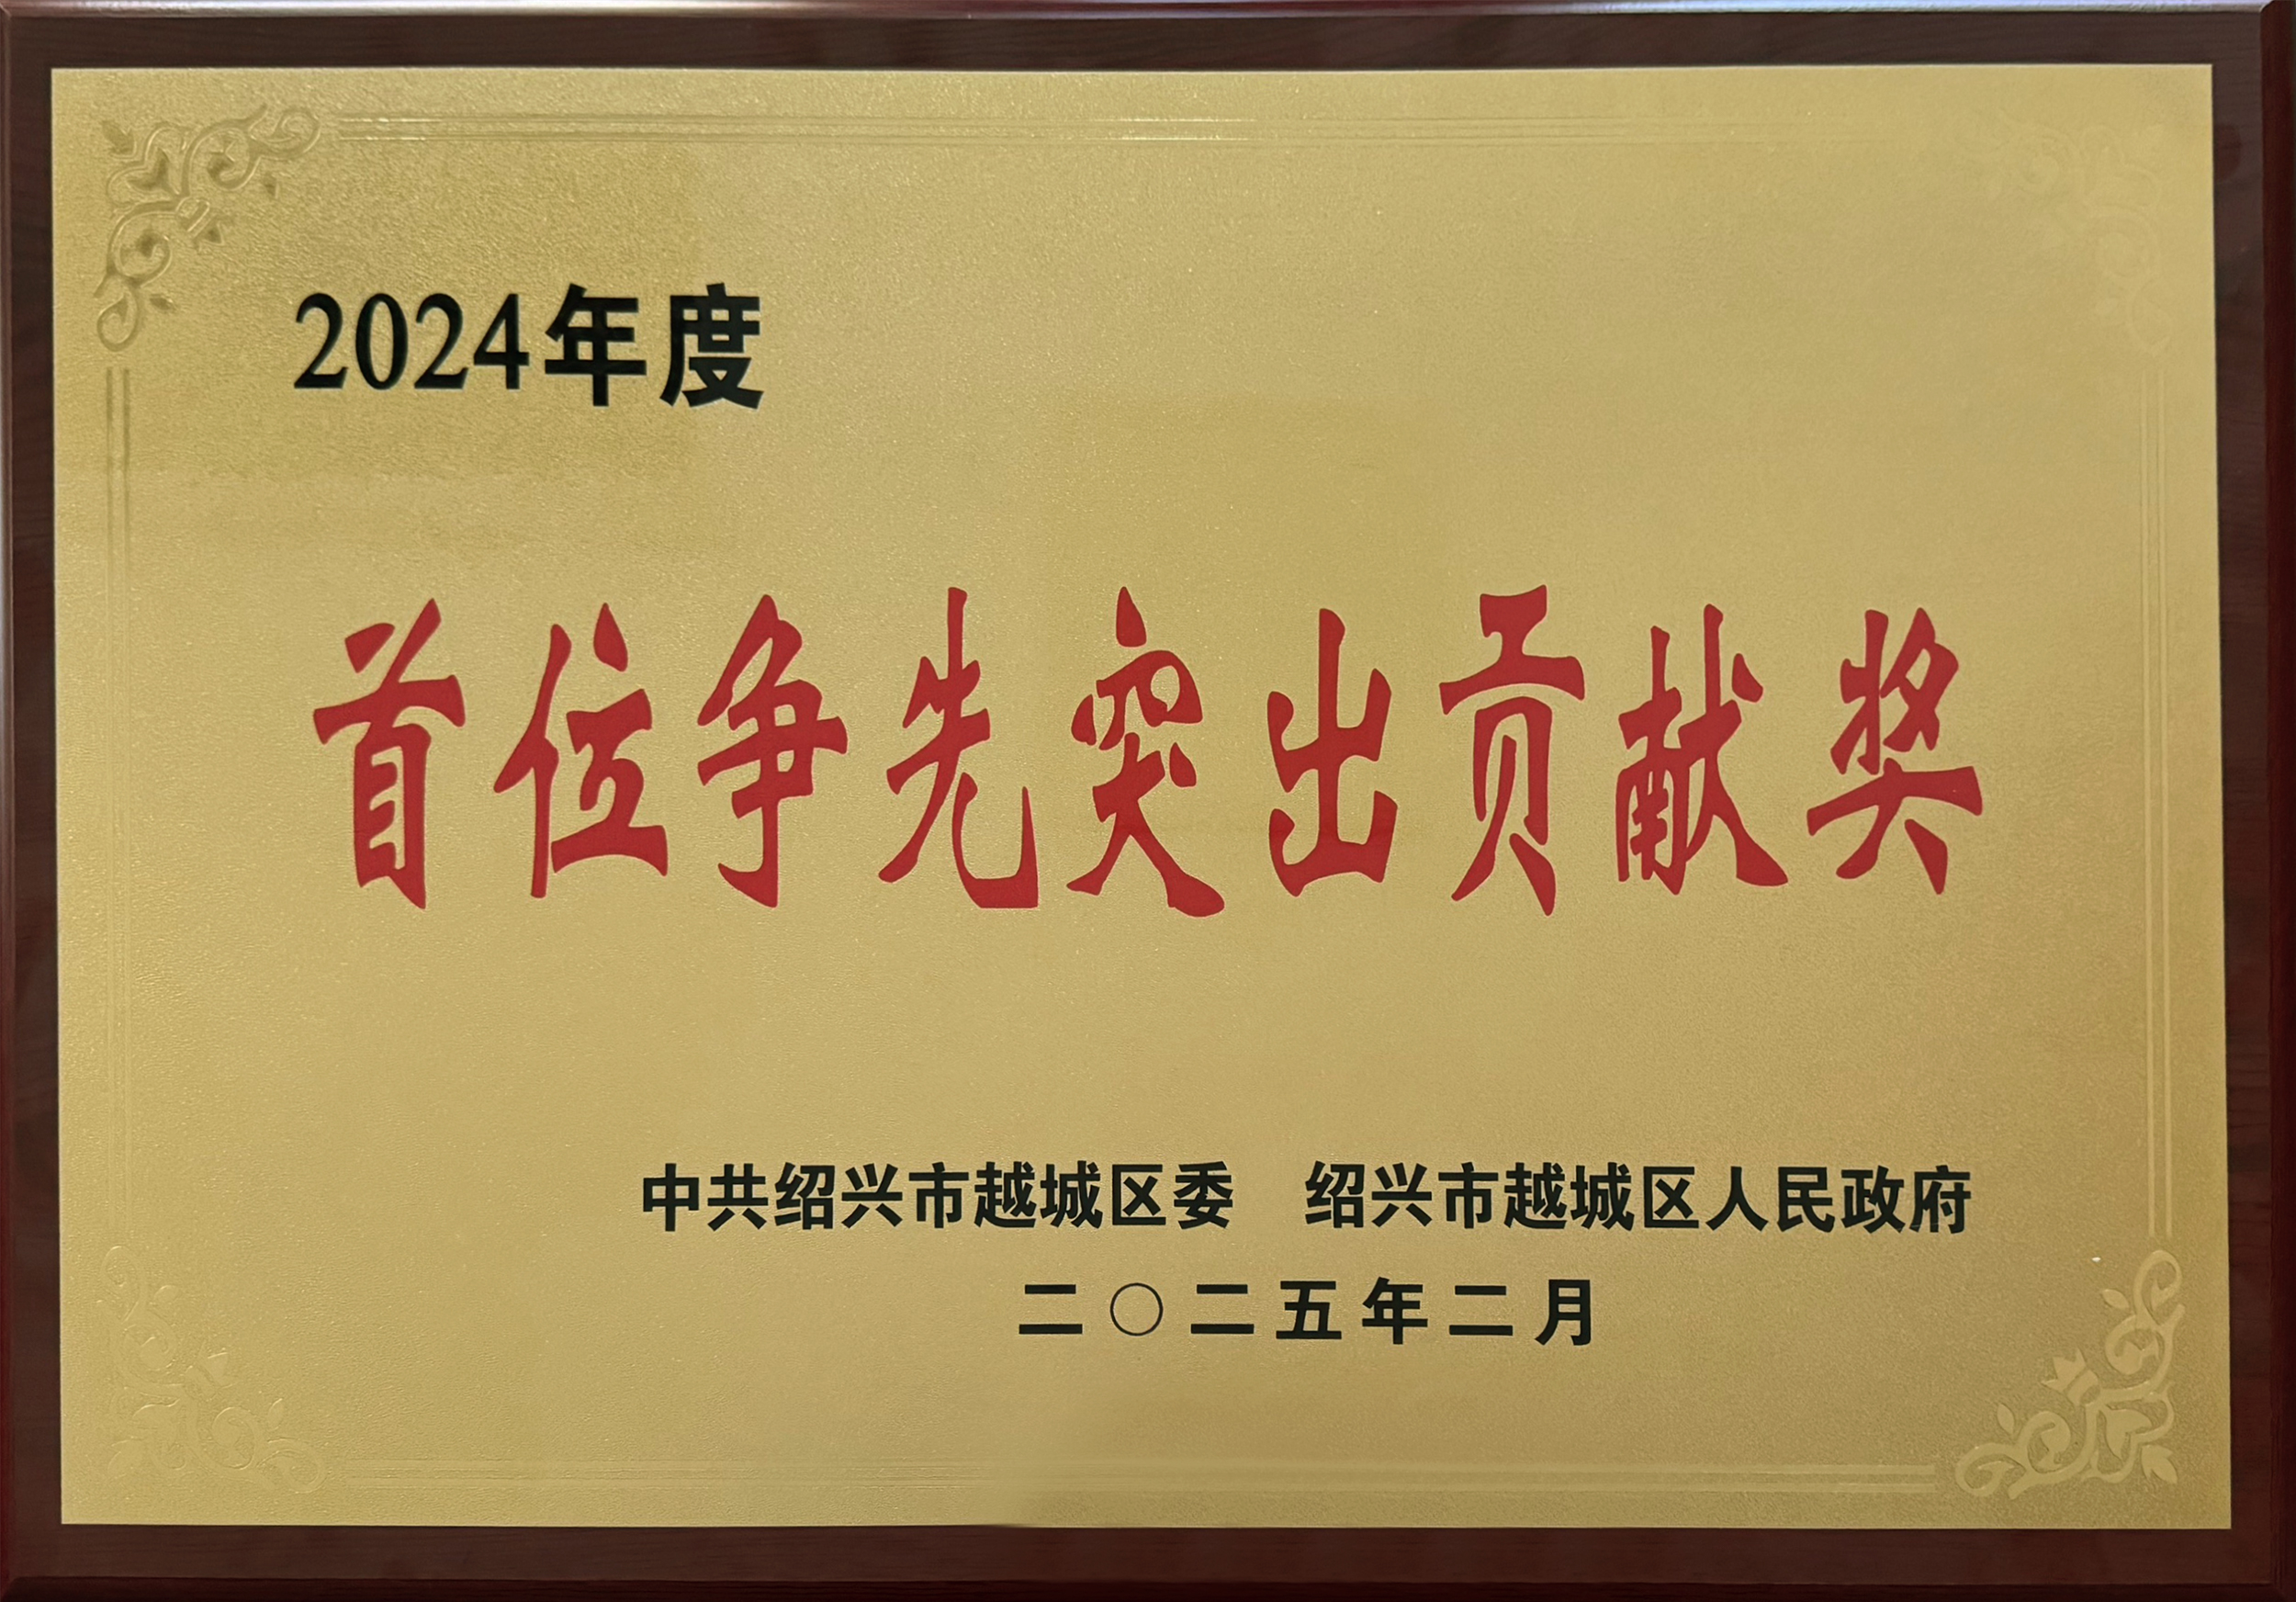 2024年度
首位争先突出贡献奖
中共绍兴市越城区委　绍兴市越城区人民政府
二〇二五年二月